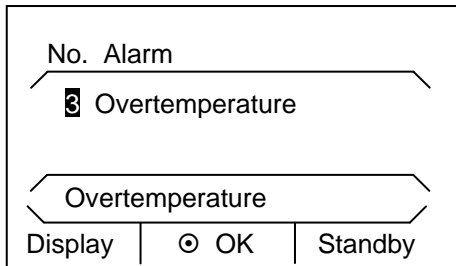 No. Alarm
3 Overtemperature
Overtemperature
Display ⊙ OK Standby